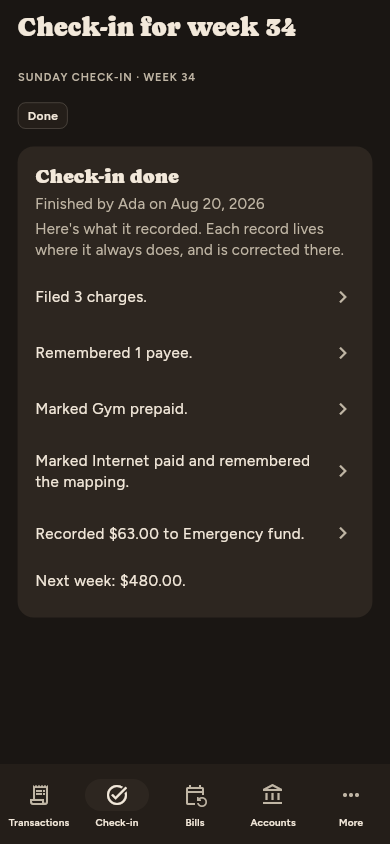 Check-in for week 34
SUNDAY CHECK-IN · WEEK 34
Done
Check-in done
Finished by Ada on Aug 20, 2026
Here's what it recorded. Each record lives
where it always does, and is corrected there.
Filed 3 charges.
Remembered 1 payee.
Marked Gym prepaid.
Marked Internet paid and remembered
the mapping.
Recorded $63.00 to Emergency fund.
Next week: $480.00.
Transactions
Check-in
Bills
Accounts
More